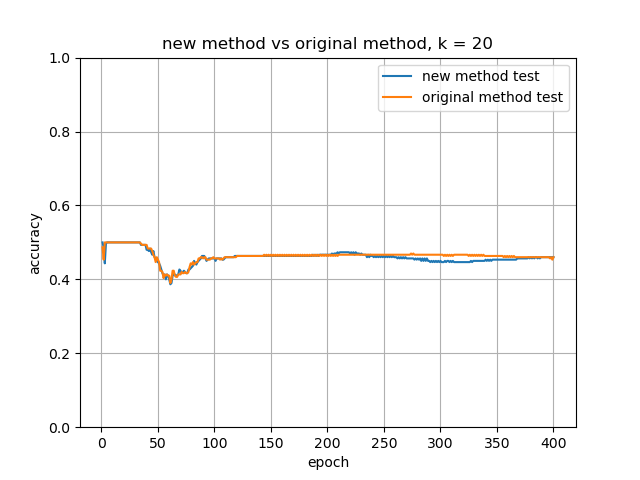 new method vs original method, k = 20
new method test
original method test
accuracy
1.0
0.8
0.6
0.4
0.2
0.0
0 50 100 150 200 250 300 350 400
epoch